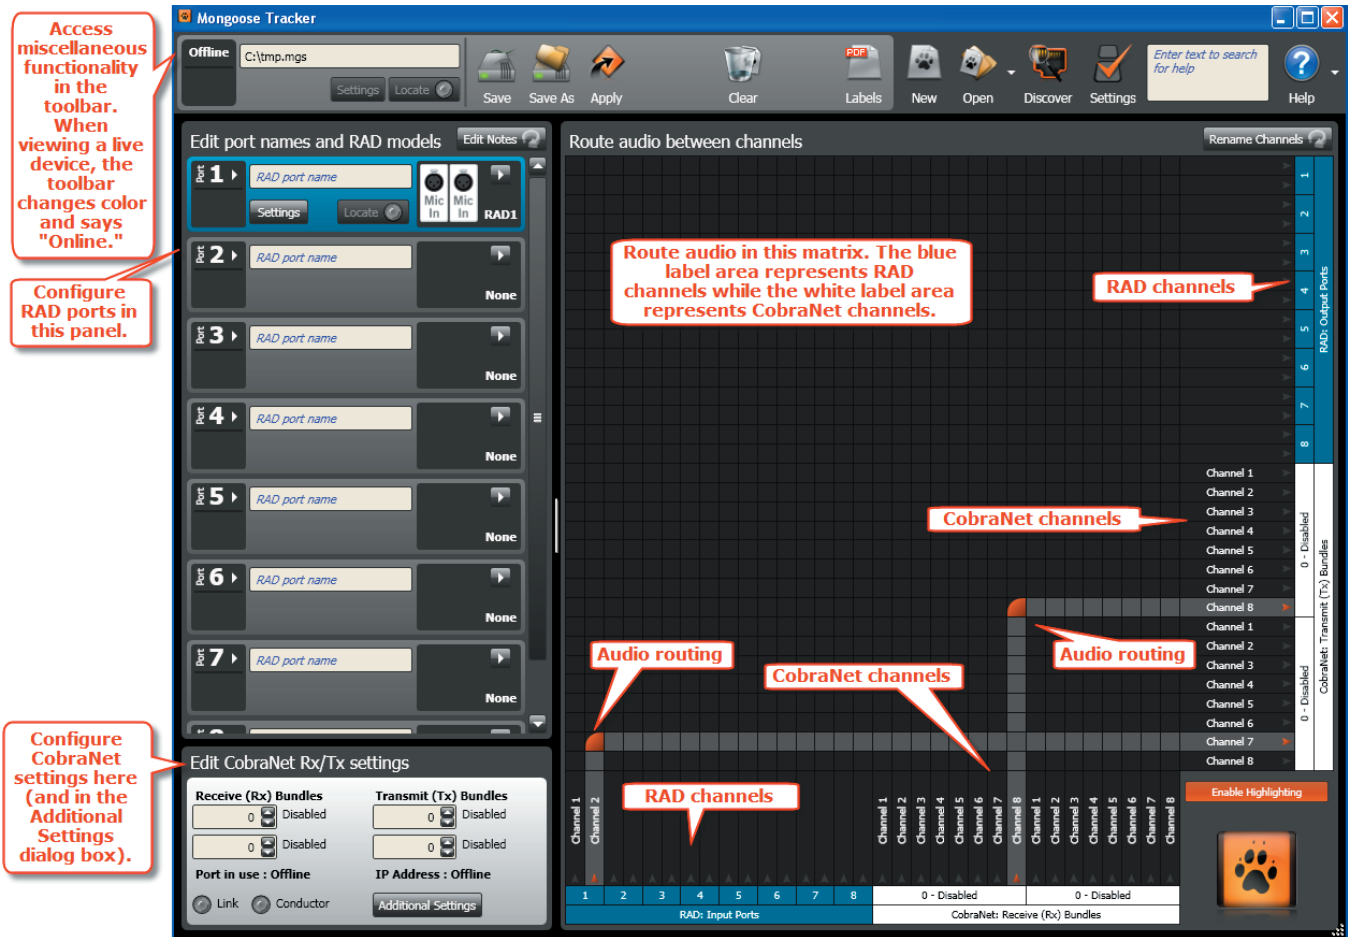 Access
miscellaneous
functionality
in the
toolbar.
When
viewing a live
device, the
toolbar
changes color
and says
"Online."
Configure
RAD ports in
this panel.
Configure
CobraNet
settings here
(and in the
Additional
Settings
dialog box).
Mongoose Tracker
Offline
C:\tmp.mgs
Settings
Locate
Save
Save As
Apply
Clear
PDF
Labels
New
Open
Discover
Settings
Enter text to search
for help
?
Help
Edit port names and RAD models
Edit Notes
Port 1
RAD port name
Settings
Locate
Mic In
Mic In
RAD1
Port 2
RAD port name
None
Port 3
RAD port name
None
Port 4
RAD port name
None
Port 5
RAD port name
None
Port 6
RAD port name
None
Port 7
RAD port name
None
Edit CobraNet Rx/Tx settings
Receive (Rx) Bundles
0 Disabled
0 Disabled
Port in use : Offline
Link
Conductor
Transmit (Tx) Bundles
0 Disabled
0 Disabled
IP Address : Offline
Additional Settings
Route audio between channels
Rename Channels
Route audio in this matrix. The blue
label area represents RAD
channels while the white label area
represents CobraNet channels.
RAD channels
1
2
3
4
5
6
7
8
RAD: Output Ports
CobraNet channels
Channel 1
Channel 2
Channel 3
Channel 4
Channel 5
Channel 6
Channel 7
Channel 8
Channel 1
Channel 2
Channel 3
Channel 4
Channel 5
Channel 6
Channel 7
Channel 8
0 - Disabled
0 - Disabled
CobraNet: Transmit (Tx) Bundles
Audio routing
CobraNet channels
Audio routing
RAD channels
Enable Highlighting
Channel 1
Channel 2
Channel 1
Channel 2
Channel 3
Channel 4
Channel 5
Channel 6
Channel 7
Channel 8
Channel 1
Channel 2
Channel 3
Channel 4
Channel 5
Channel 6
Channel 7
Channel 8
1 2 3 4 5 6 7 8
0 - Disabled
0 - Disabled
RAD: Input Ports
CobraNet: Receive (Rx) Bundles